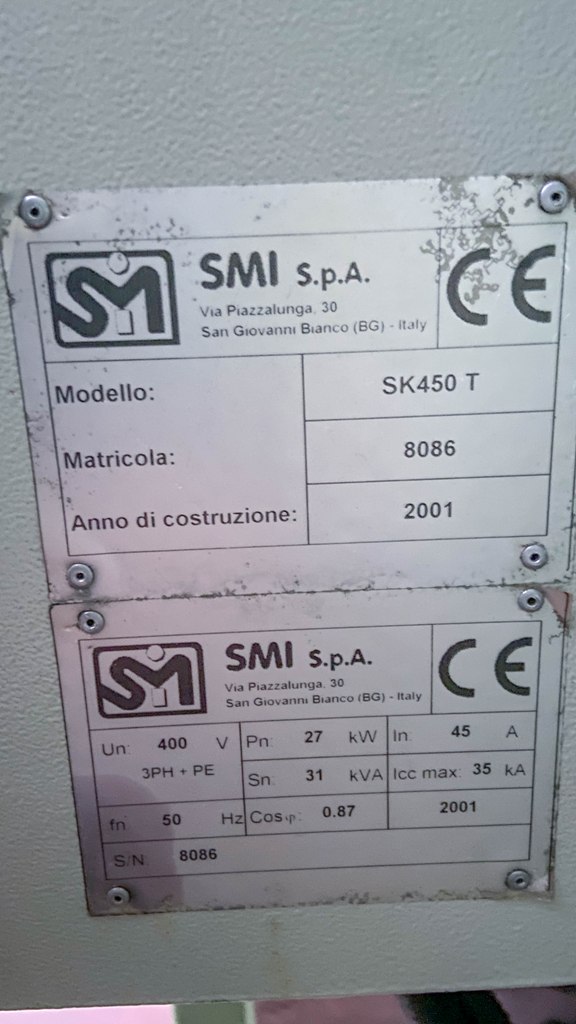 SMI SMI S.p.A. CE
Via Piazzalunga, 30
San Giovanni Bianco (BG) - Italy
Modello: SK450 T
Matricola: 8086
Anno di costruzione: 2001
SMI SMI S.p.A. CE
Via Piazzalunga, 30
San Giovanni Bianco (BG) - Italy
Un: 400 V Pn: 27 kW In: 45 A
3PH + PE Sn: 31 kVA Icc max: 35 kA
fn 50 Hz Cosφ: 0.87 2001
S/N: 8086